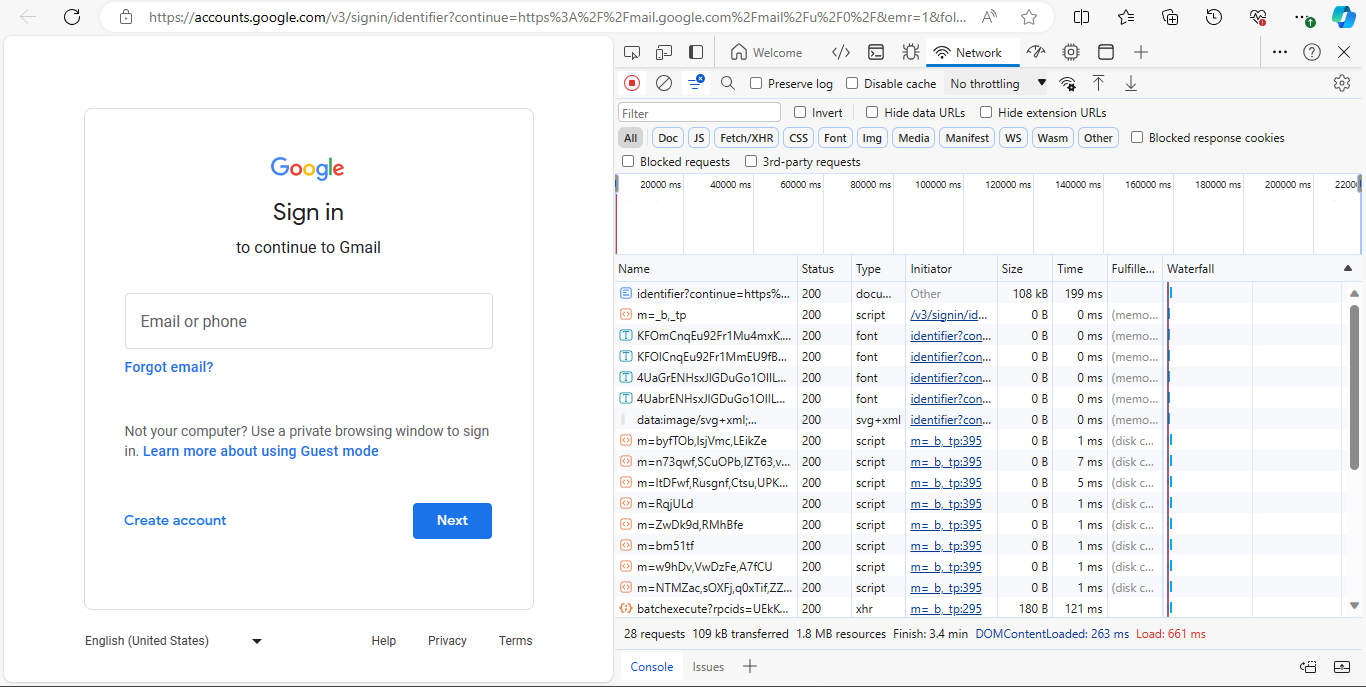 https://accounts.google.com/v3/signin/identifier?continue=https%3A%2F%2Fmail.google.com%2Fmail%2Fu%2F0%2F&emr=1&fol...
Google
Sign in
to continue to Gmail
Email or phone
Forgot email?
Not your computer? Use a private browsing window to sign
in. Learn more about using Guest mode
Create account
Next
English (United States)
Help Privacy Terms
Welcome Network
Preserve log Disable cache No throttling
Filter Invert Hide data URLs Hide extension URLs
All Doc JS Fetch/XHR CSS Font Img Media Manifest WS Wasm Other Blocked response cookies
Blocked requests 3rd-party requests
20000 ms 40000 ms 60000 ms 80000 ms 100000 ms 120000 ms 140000 ms 160000 ms 180000 ms 200000 ms 2200
Name Status Type Initiator Size Time Fulfille... Waterfall
identifier?continue=https%... 200 docu... Other 108 kB 199 ms
m=_b,_tp 200 script /v3/signin/id... 0 B 0 ms (memo...
KFOmCnqEu92Fr1Mu4mxK.... 200 font identifier?con... 0 B 0 ms (memo...
KFOlCnqEu92Fr1MmEU9fB... 200 font identifier?con... 0 B 0 ms (memo...
4UaGrENHsxJlGDuGo1OIlL... 200 font identifier?con... 0 B 0 ms (memo...
4UabrENHsxJlGDuGo1OIlL... 200 font identifier?con... 0 B 0 ms (memo...
data:image/svg+xml;... 200 svg+xml identifier?con... 0 B 0 ms (memo...
m=byfTOb,lsjVmc,LEikZe 200 script m=_b,_tp:395 0 B 1 ms (disk c...
m=n73qwf,SCuOPb,IZT63,v... 200 script m=_b,_tp:395 0 B 7 ms (disk c...
m=ltDFwf,Rusgnf,Ctsu,UPK... 200 script m=_b,_tp:395 0 B 5 ms (disk c...
m=RqjULd 200 script m=_b,_tp:395 0 B 1 ms (disk c...
m=ZwDk9d,RMhBfe 200 script m=_b,_tp:395 0 B 1 ms (disk c...
m=bm51tf 200 script m=_b,_tp:395 0 B 1 ms (disk c...
m=w9hDv,VwDzFe,A7fCU 200 script m=_b,_tp:395 0 B 1 ms (disk c...
m=NTMZac,sOXFj,q0xTif,ZZ... 200 script m=_b,_tp:395 0 B 1 ms (disk c...
batchexecute?rpcids=UEkK... 200 xhr m=_b,_tp:295 180 B 121 ms
28 requests 109 kB transferred 1.8 MB resources Finish: 3.4 min DOMContentLoaded: 263 ms Load: 661 ms
Console Issues